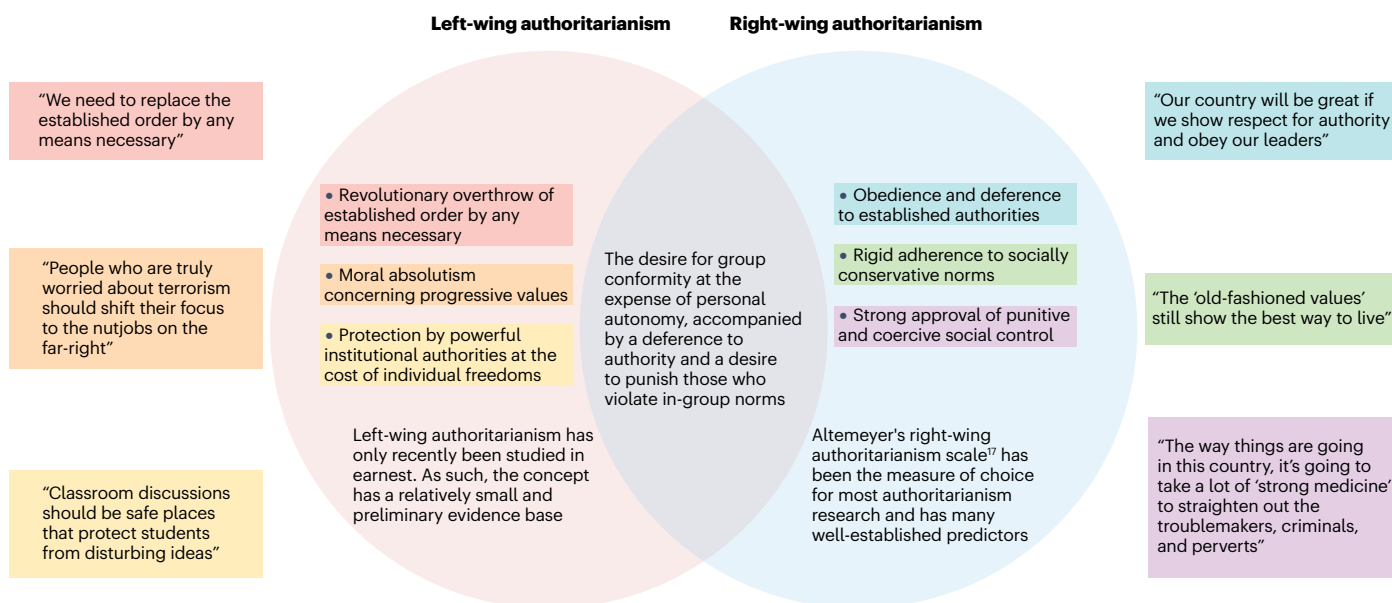 Left-wing authoritarianism
Right-wing authoritarianism
“We need to replace the
established order by any
means necessary”
“People who are truly
worried about terrorism
should shift their focus
to the nutjobs on the
far-right”
“Classroom discussions
should be safe places
that protect students
from disturbing ideas”
• Revolutionary overthrow of
established order by any
means necessary
• Moral absolutism
concerning progressive values
• Protection by powerful
institutional authorities at the
cost of individual freedoms
Left-wing authoritarianism has
only recently been studied in
earnest. As such, the concept
has a relatively small and
preliminary evidence base
The desire for group
conformity at the
expense of personal
autonomy, accompanied
by a deference to
authority and a desire
to punish those who
violate in-group norms
• Obedience and deference
to established authorities
• Rigid adherence to socially
conservative norms
• Strong approval of punitive
and coercive social control
Altemeyer's right-wing
authoritarianism scale¹⁷ has
been the measure of choice
for most authoritarianism
research and has many
well-established predictors
“Our country will be great if
we show respect for authority
and obey our leaders”
“The ‘old-fashioned values’
still show the best way to live”
“The way things are going
in this country, it’s going to
take a lot of ‘strong medicine’
to straighten out the
troublemakers, criminals,
and perverts”